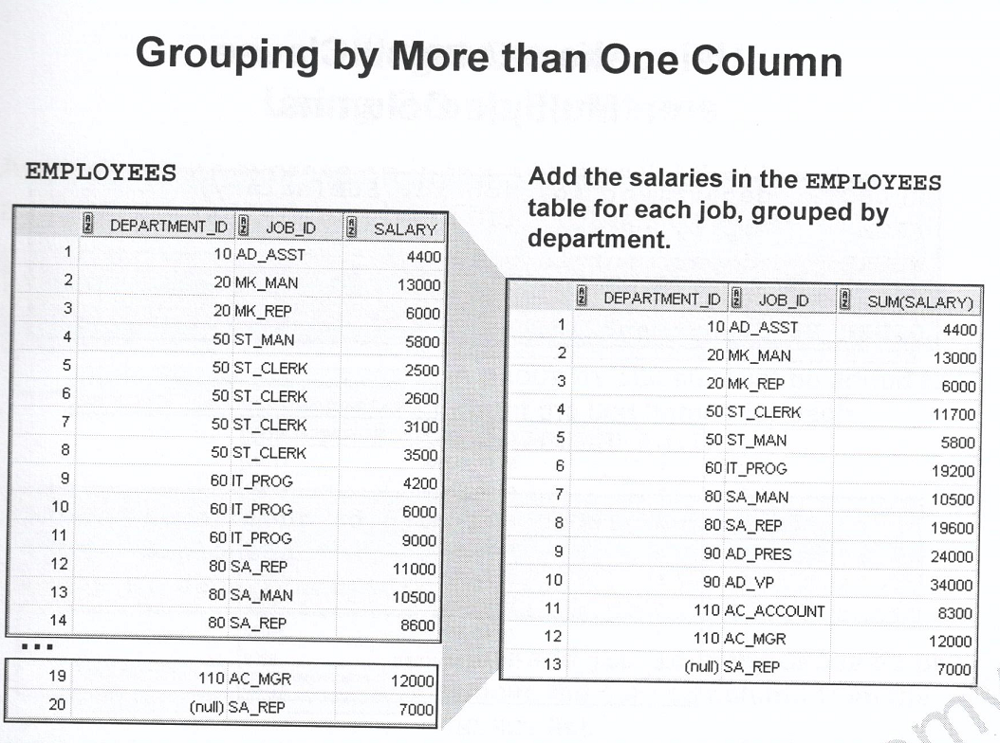 Grouping by More than One Column
EMPLOYEES
DEPARTMENT_ID JOB_ID SALARY
1 10 AD_ASST 4400
2 20 MK_MAN 13000
3 20 MK_REP 6000
4 50 ST_MAN 5800
5 50 ST_CLERK 2500
6 50 ST_CLERK 2600
7 50 ST_CLERK 3100
8 50 ST_CLERK 3500
9 60 IT_PROG 4200
10 60 IT_PROG 6000
11 60 IT_PROG 9000
12 80 SA_REP 11000
13 80 SA_MAN 10500
14 80 SA_REP 8600
...
19 110 AC_MGR 12000
20 (null) SA_REP 7000
Add the salaries in the EMPLOYEES
table for each job, grouped by
department.
DEPARTMENT_ID JOB_ID SUM(SALARY)
1 10 AD_ASST 4400
2 20 MK_MAN 13000
3 20 MK_REP 6000
4 50 ST_CLERK 11700
5 50 ST_MAN 5800
6 60 IT_PROG 19200
7 80 SA_MAN 10500
8 80 SA_REP 19600
9 90 AD_PRES 24000
10 90 AD_VP 34000
11 110 AC_ACCOUNT 8300
12 110 AC_MGR 12000
13 (null) SA_REP 7000